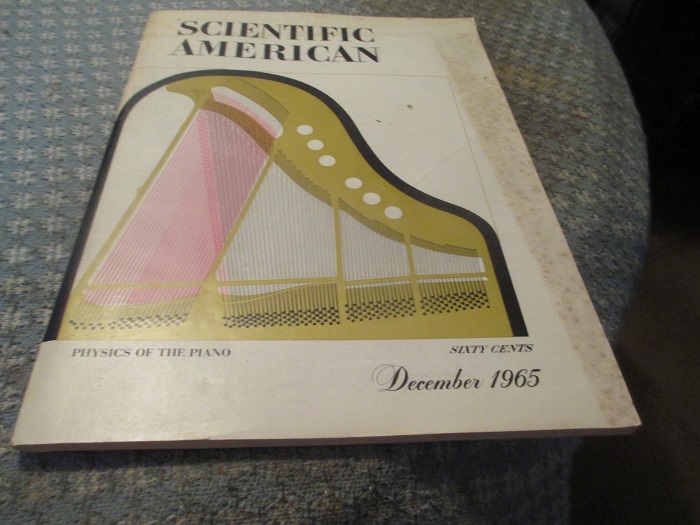 SCIENTIFIC
AMERICAN
PHYSICS OF THE PIANO
SIXTY CENTS
December 1965